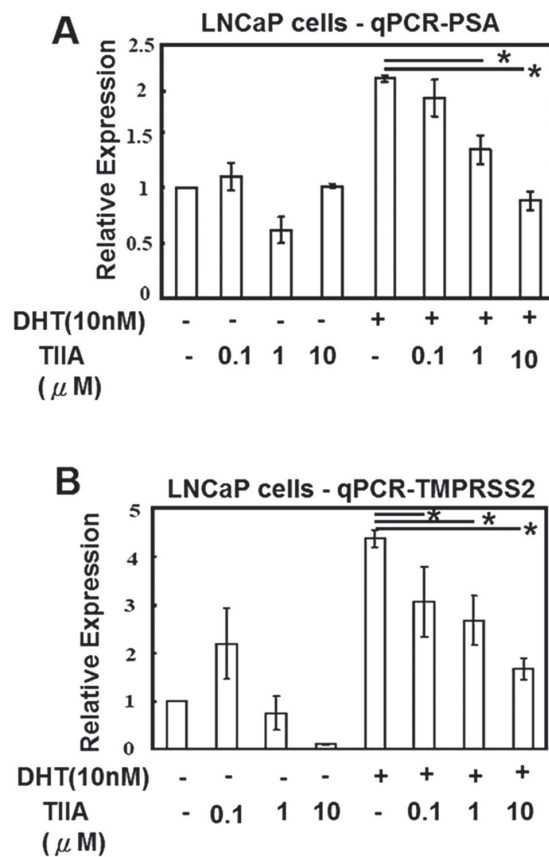 A
LNCaP cells - qPCR-PSA
Relative Expression
2.5
2
1.5
1
0.5
0
* 
*
DHT(10nM) - - - - + + + +
TIIA - 0.1 1 10 - 0.1 1 10
(μM)
B
LNCaP cells - qPCR-TMPRSS2
Relative Expression
5
4
3
2
1
0
*
*
*
DHT(10nM) - - - - + + + +
TIIA - 0.1 1 10 - 0.1 1 10
(μM)